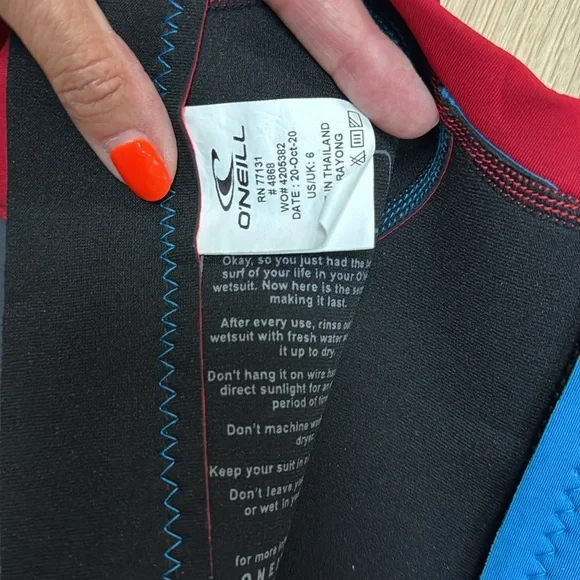 O'NEILL
RN 77131
# 4868
WO# 4205382
DATE : 20-Oct-20
US/UK: 6
IN THAILAND
RAYONG
Okay, so you just had the
surf of your life in your
wetsuit. Now here is the
making it last.
After every use, rinse
wetsuit with fresh water
it up to dry.
Don't hang it on wire
direct sunlight for
period of
Don't machine
Keep your suit in
Don't leave
or wet in
for more